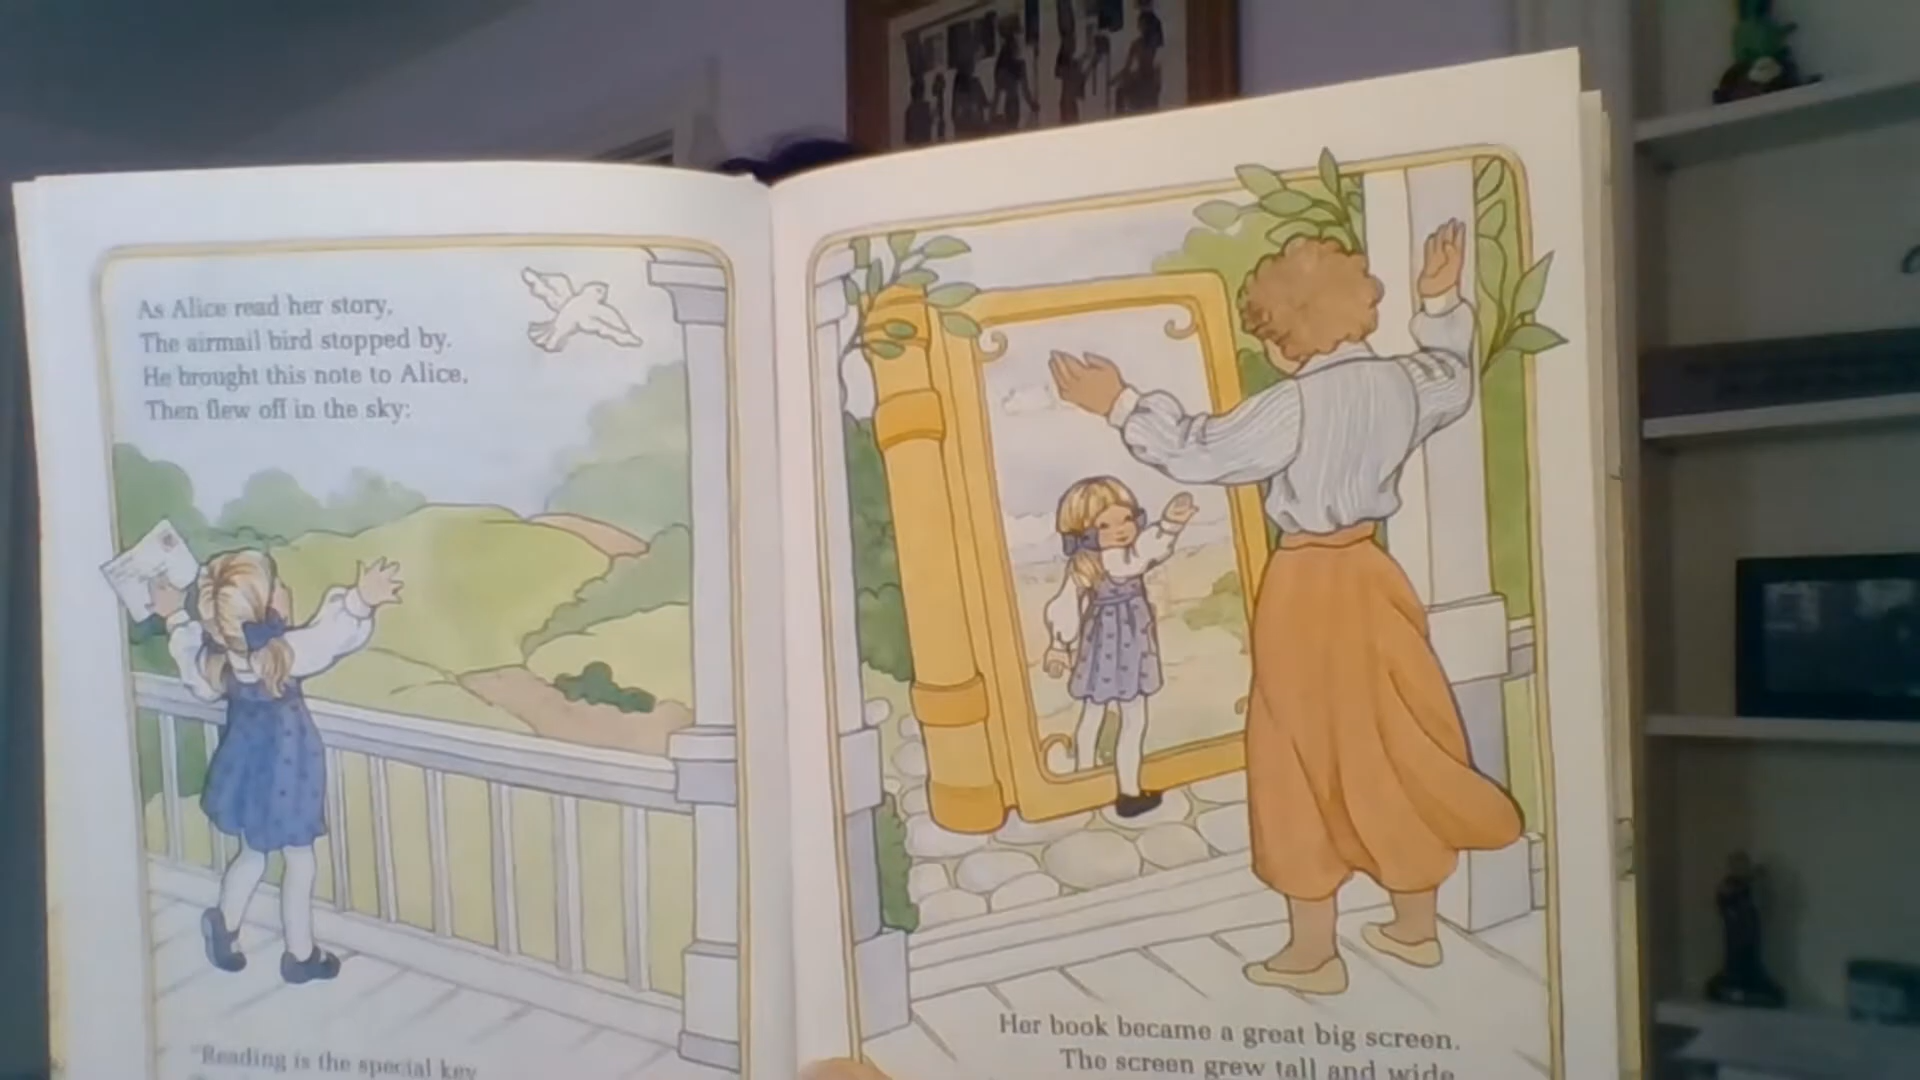 As Alice read her story,
The airmail bird stopped by.
He brought this note to Alice,
Then flew off in the sky:
"Reading is the special key
Her book became a great big screen.
The screen grew tall and wide